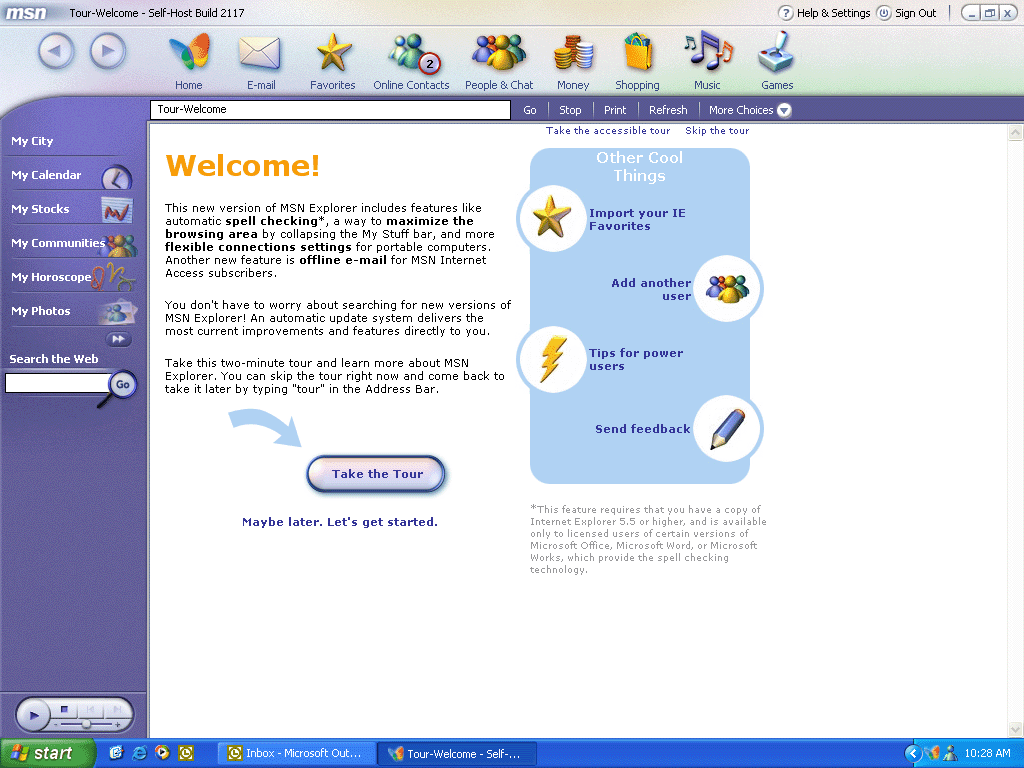 msn Tour-Welcome - Self-Host Build 2117 ? Help & Settings Sign Out
2
Home E-mail Favorites Online Contacts People & Chat Money Shopping Music Games
Tour-Welcome Go Stop Print Refresh More Choices
My City
My Calendar
My Stocks
My Communities
My Horoscope
My Photos
Search the Web
Go
Take the accessible tour Skip the tour
Welcome!
This new version of MSN Explorer includes features like
automatic spell checking*, a way to maximize the
browsing area by collapsing the My Stuff bar, and more
flexible connections settings for portable computers.
Another new feature is offline e-mail for MSN Internet
Access subscribers.
You don't have to worry about searching for new versions of
MSN Explorer! An automatic update system delivers the
most current improvements and features directly to you.
Take this two-minute tour and learn more about MSN
Explorer. You can skip the tour right now and come back to
take it later by typing "tour" in the Address Bar.
Take the Tour
Maybe later. Let's get started.
Other Cool
Things
Import your IE
Favorites
Add another
user
Tips for power
users
Send feedback
*This feature requires that you have a copy of
Internet Explorer 5.5 or higher, and is available
only to licensed users of certain versions of
Microsoft Office, Microsoft Word, or Microsoft
Works, which provide the spell checking
technology.
start Inbox - Microsoft Out... Tour-Welcome - Self-... 10:28 AM